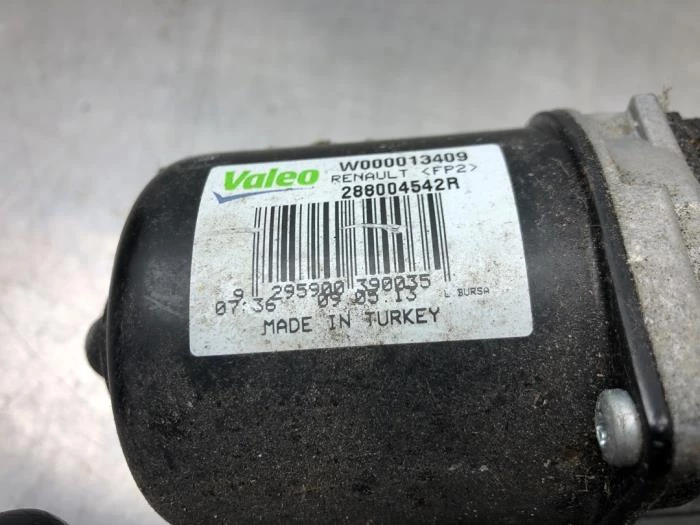 Valeo
W000013409
RENAULT <FP2>
288004542R
9 295900 390035
07:36 09 05 13 L BURSA
MADE IN TURKEY